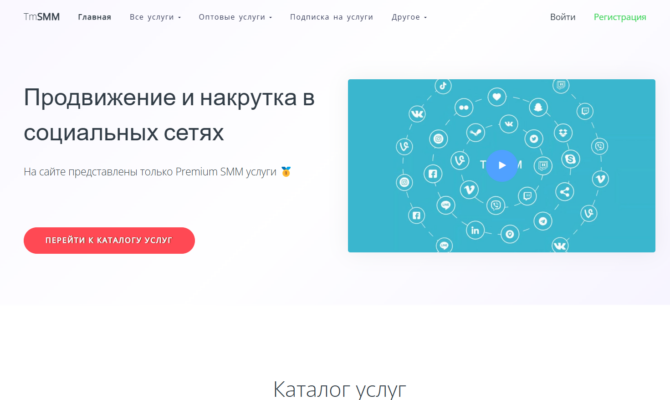 TmSMM Главная Все услуги Оптовые услуги Подписка на услуги Другое Войти Регистрация
Продвижение и накрутка в
социальных сетях
На сайте представлены только Premium SMM услуги 🏅
ПЕРЕЙТИ К КАТАЛОГУ УСЛУГ
Каталог услуг